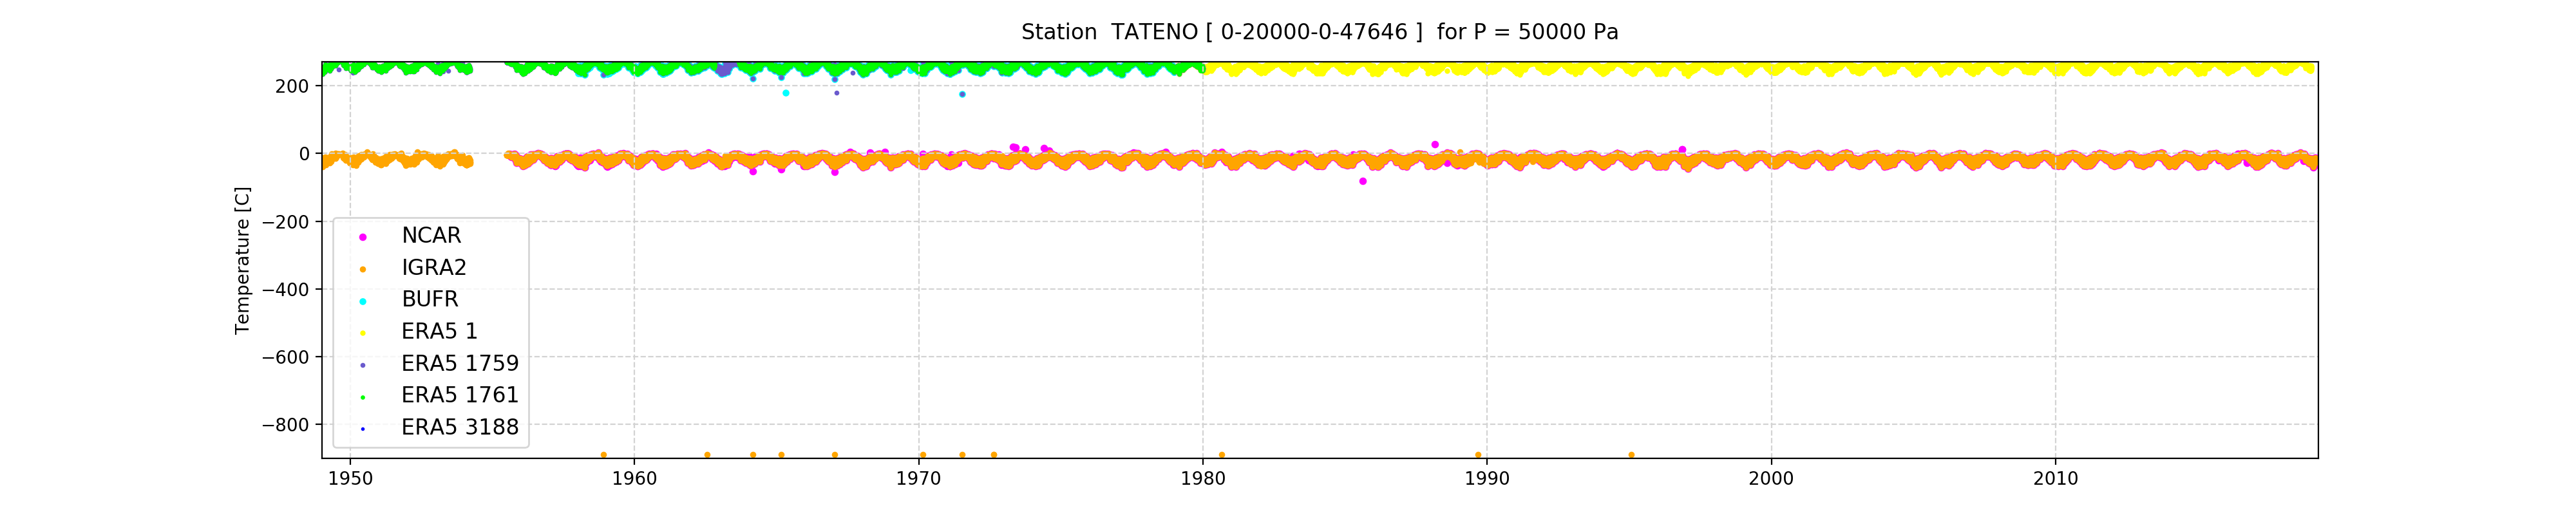 Station  TATENO [ 0-20000-0-47646 ]  for P = 50000 Pa
Temperature [C]
200
0
−200
−400
−600
−800
NCAR
IGRA2
BUFR
ERA5 1
ERA5 1759
ERA5 1761
ERA5 3188
1950 1960 1970 1980 1990 2000 2010